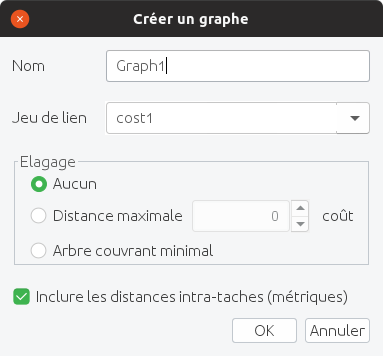 Créer un graphe
Nom Graph1
Jeu de lien cost1
Elagage
Aucun
Distance maximale 0 coût
Arbre couvrant minimal
Inclure les distances intra-taches (métriques)
OK Annuler